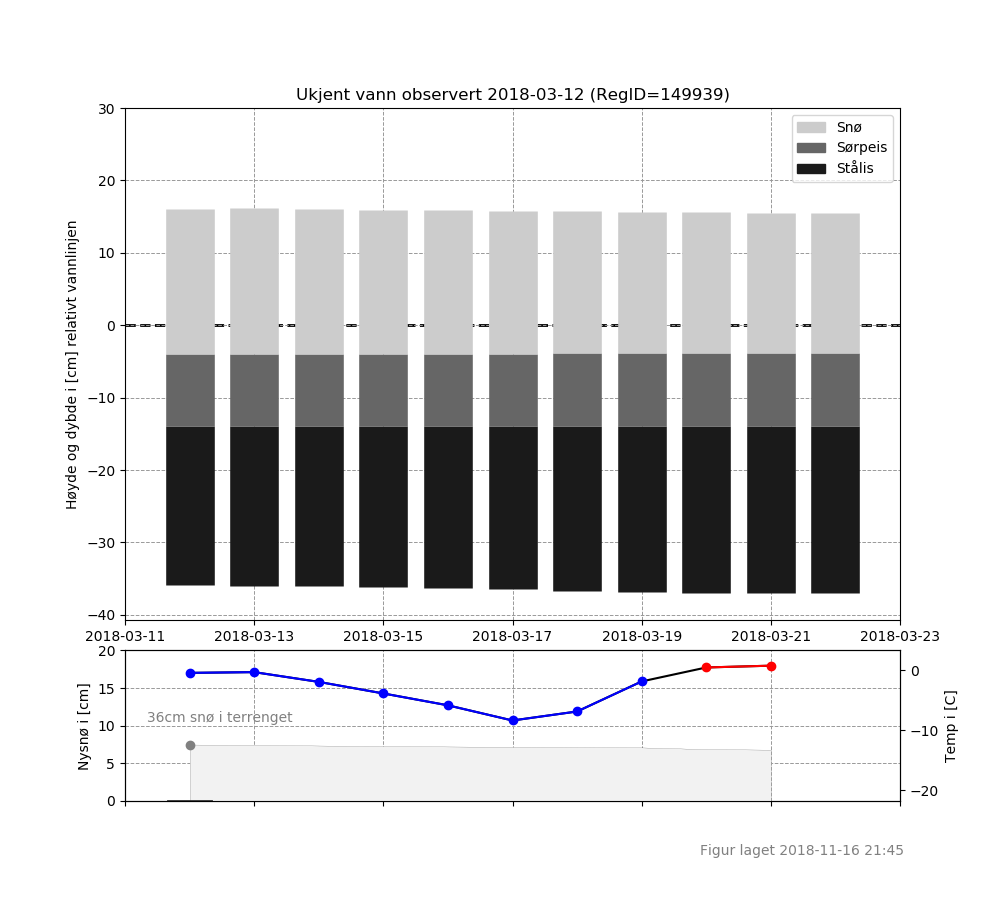 Ukjent vann observert 2018-03-12 (RegID=149939)
30
20
10
0
−10
−20
−30
−40
Høyde og dybde i [cm] relativt vannlinjen
Snø
Sørpeis
Stålis
2018-03-11 2018-03-13 2018-03-15 2018-03-17 2018-03-19 2018-03-21 2018-03-23
20
15
10
5
0
Nysnø i [cm]
36cm snø i terrenget
0
−10
−20
Temp i [C]
Figur laget 2018-11-16 21:45